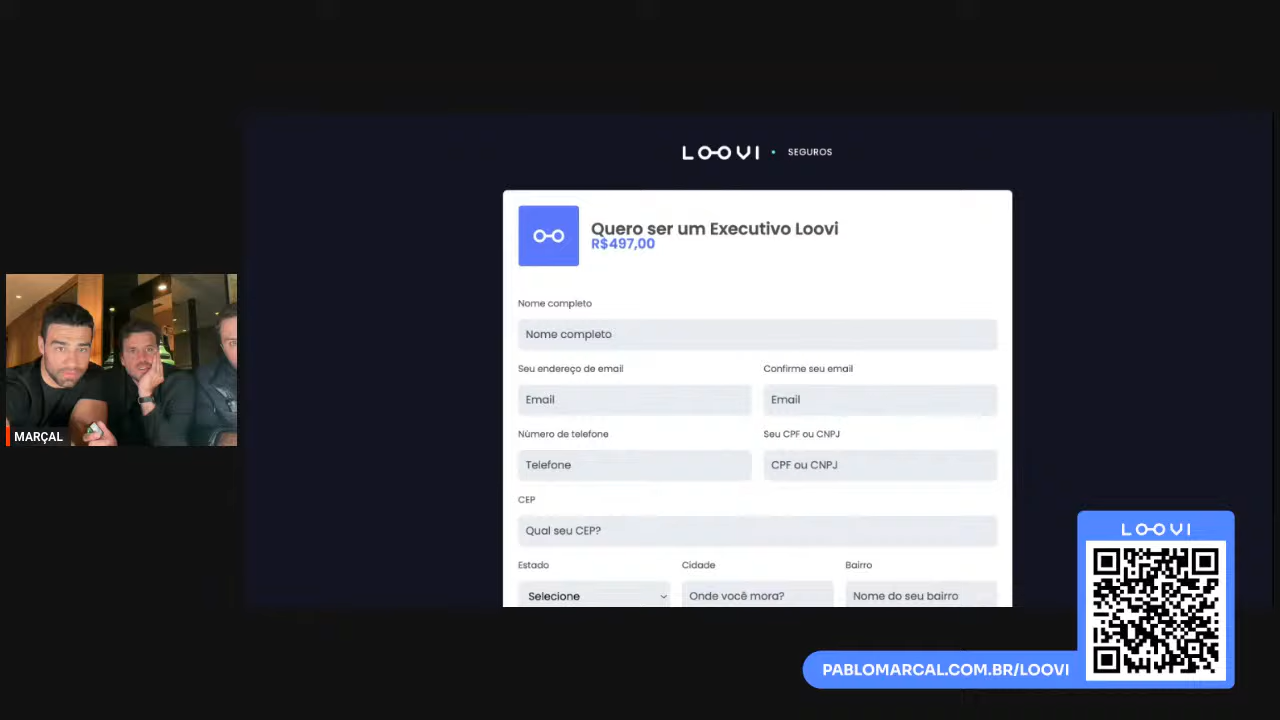 LOOVI • SEGUROS
Quero ser um Executivo Loovi
R$497,00
Nome completo
Nome completo
Seu endereço de email
Confirme seu email
Email
Email
Número de telefone
Seu CPF ou CNPJ
Telefone
CPF ou CNPJ
CEP
Qual seu CEP?
Estado
Cidade
Bairro
Selecione
Onde você mora?
Nome do seu bairro
MARÇAL
LOOVI
PABLOMARCAL.COM.BR/LOOVI